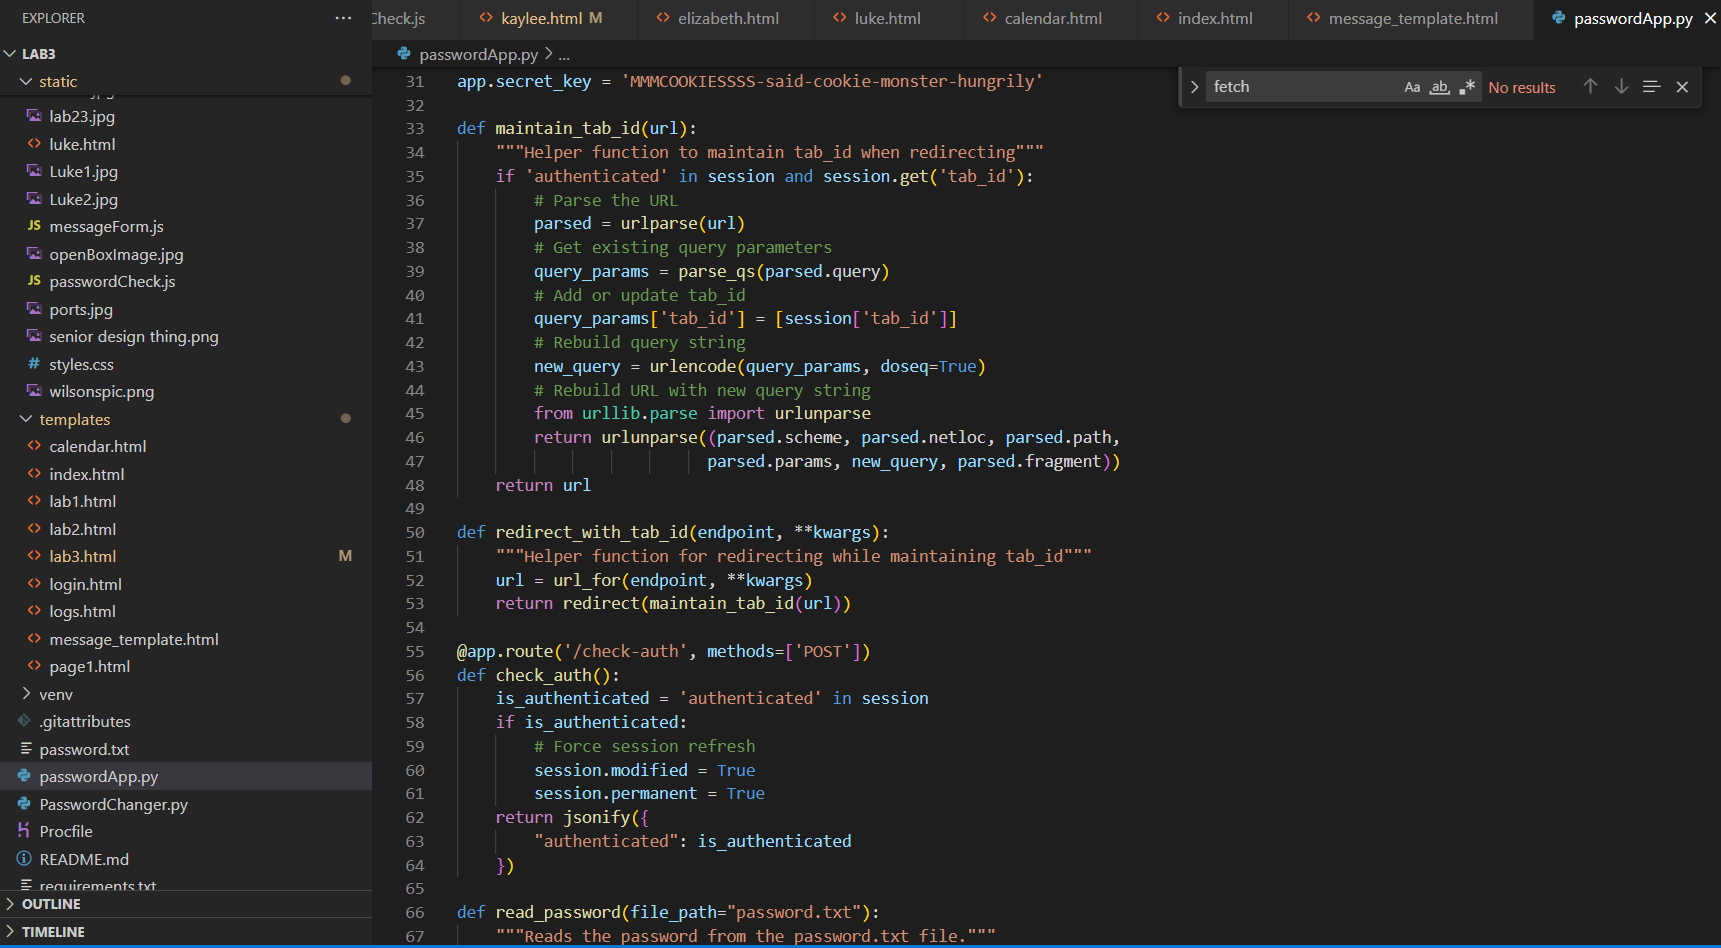 EXPLORER
...
Check.js
kaylee.html M
elizabeth.html
luke.html
calendar.html
index.html
message_template.html
passwordApp.py
LAB3
static
lab23.jpg
luke.html
Luke1.jpg
Luke2.jpg
JS messageForm.js
openBoxImage.jpg
JS passwordCheck.js
ports.jpg
senior design thing.png
# styles.css
wilsonspic.png
templates
calendar.html
index.html
lab1.html
lab2.html
lab3.html M
login.html
logs.html
message_template.html
page1.html
venv
.gitattributes
password.txt
passwordApp.py
PasswordChanger.py
Procfile
README.md
requirements.txt
OUTLINE
TIMELINE
passwordApp.py > ...
fetch Aa ab .* No results
31 app.secret_key = 'MMMCOOKIESSSS-said-cookie-monster-hungrily'
32
33 def maintain_tab_id(url):
34 """Helper function to maintain tab_id when redirecting"""
35 if 'authenticated' in session and session.get('tab_id'):
36 # Parse the URL
37 parsed = urlparse(url)
38 # Get existing query parameters
39 query_params = parse_qs(parsed.query)
40 # Add or update tab_id
41 query_params['tab_id'] = [session['tab_id']]
42 # Rebuild query string
43 new_query = urlencode(query_params, doseq=True)
44 # Rebuild URL with new query string
45 from urllib.parse import urlunparse
46 return urlunparse((parsed.scheme, parsed.netloc, parsed.path,
47 parsed.params, new_query, parsed.fragment))
48 return url
49
50 def redirect_with_tab_id(endpoint, **kwargs):
51 """Helper function for redirecting while maintaining tab_id"""
52 url = url_for(endpoint, **kwargs)
53 return redirect(maintain_tab_id(url))
54
55 @app.route('/check-auth', methods=['POST'])
56 def check_auth():
57 is_authenticated = 'authenticated' in session
58 if is_authenticated:
59 # Force session refresh
60 session.modified = True
61 session.permanent = True
62 return jsonify({
63 "authenticated": is_authenticated
64 })
65
66 def read_password(file_path="password.txt"):
67 """Reads the password from the password.txt file."""